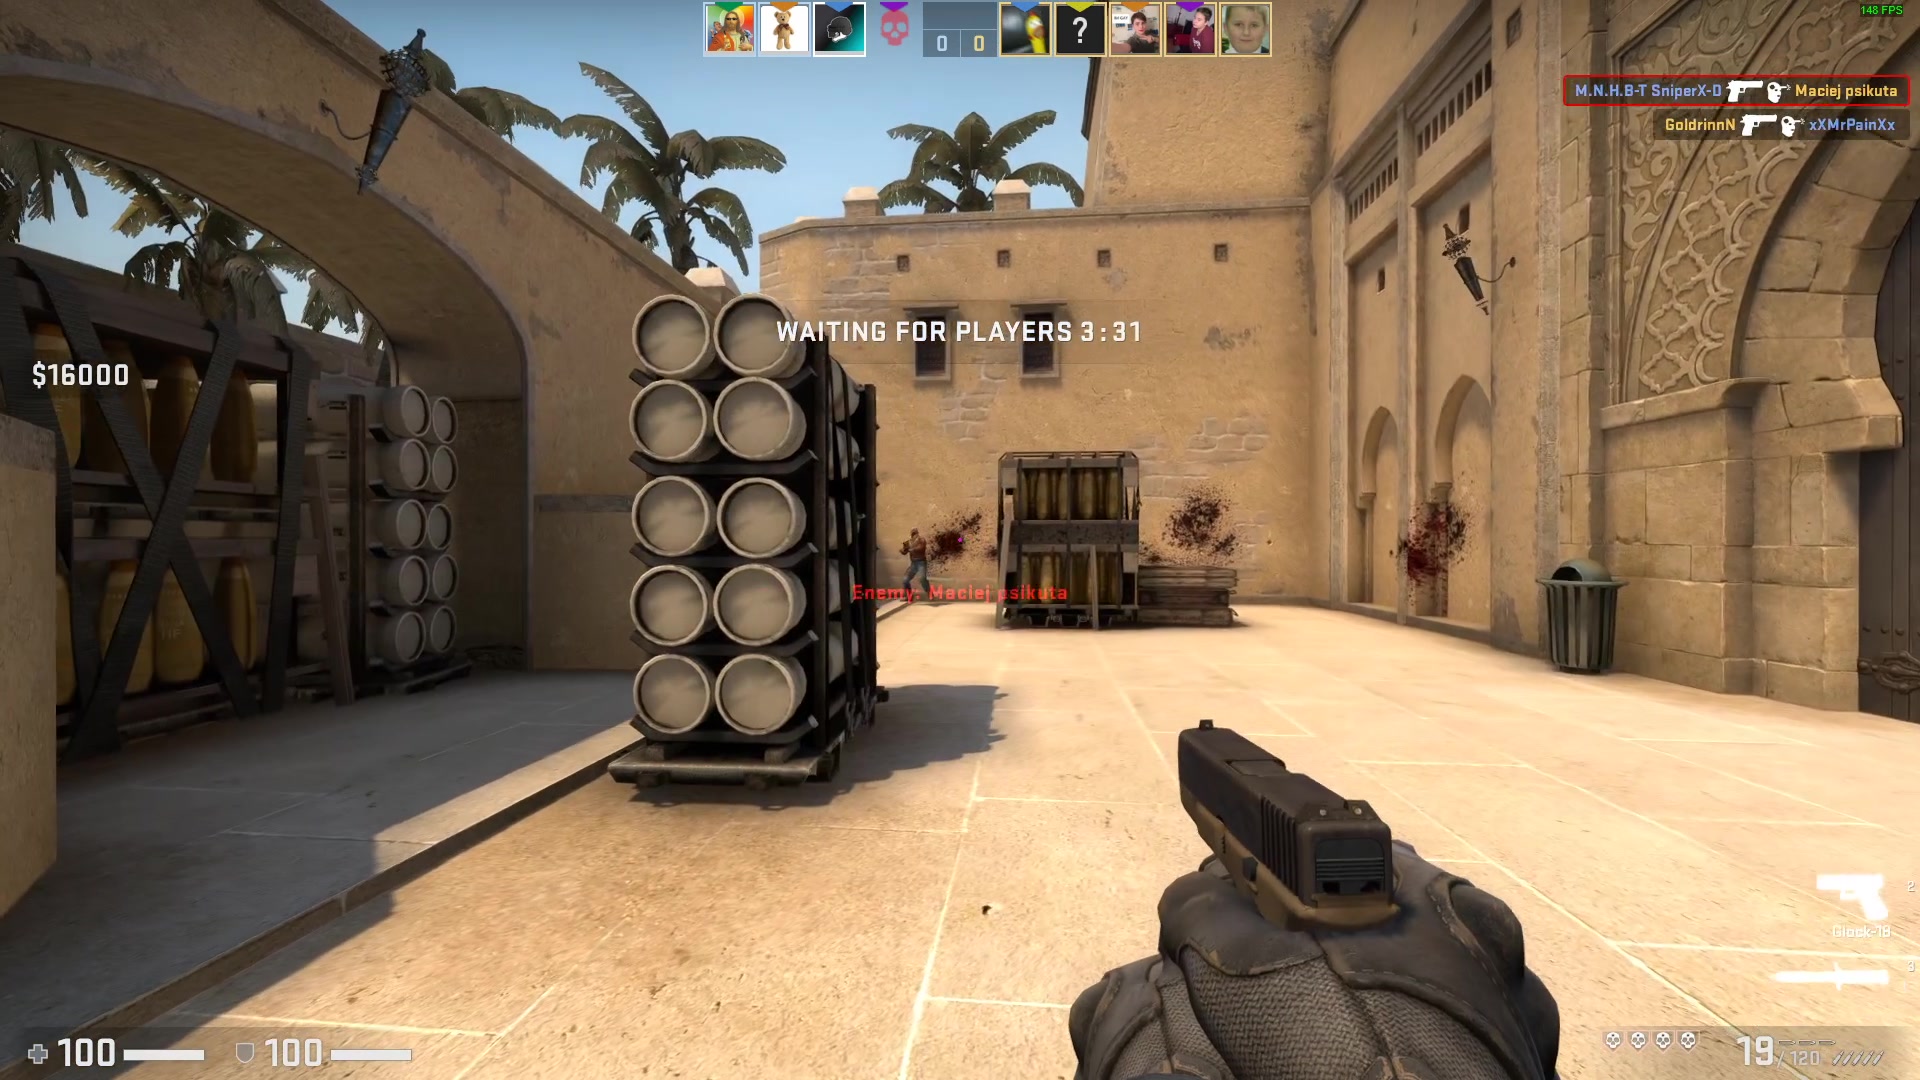 148 FPS
0 0
?
M.N.H.B-T SniperX-D Maciej psikuta
GoldrinnN xXMrPainXx
WAITING FOR PLAYERS 3:31
$16000
Enemy: Maciej psikuta
2
Glock-18
3
100 100
19 / 120